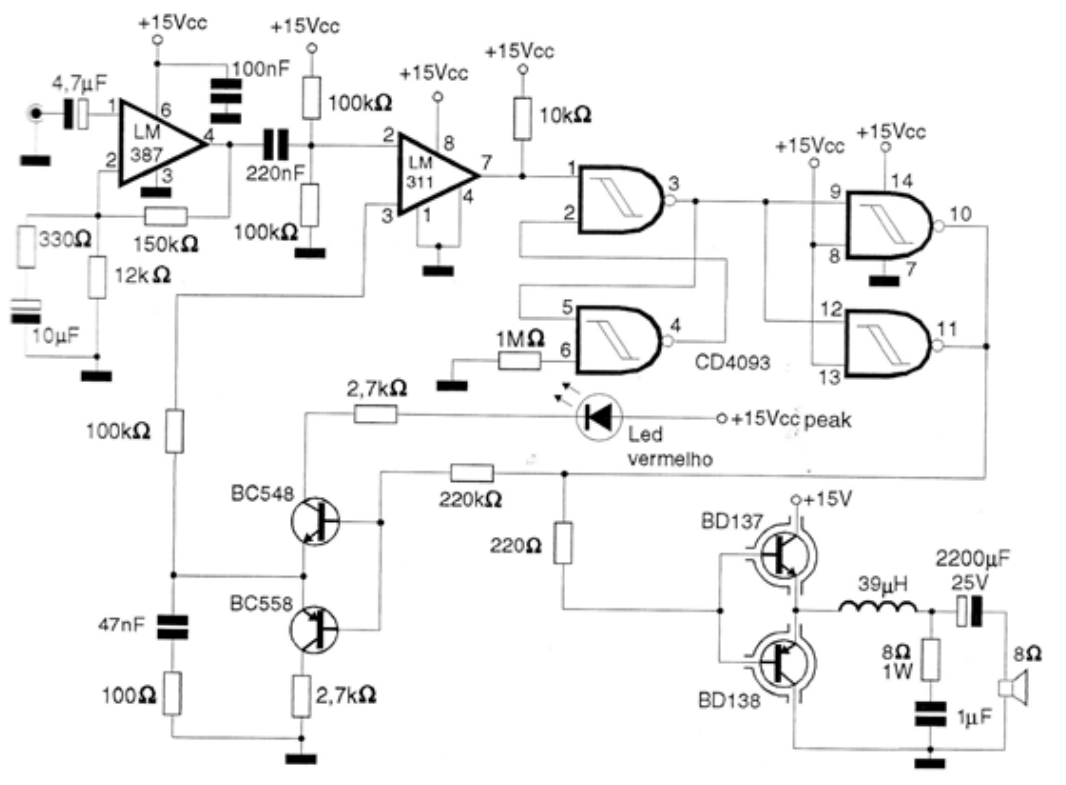 +15Vcc
+15Vcc
+15Vcc
+15Vcc
4,7µF
100nF
1
6
LM
387
4
2
3
100kΩ
220nF
100kΩ
150kΩ
330Ω
12kΩ
10µF
2
8
LM
311
7
3
1
4
10kΩ
1
2
3
5
6
4
1MΩ
CD4093
+15Vcc
+15Vcc
9
14
10
8
7
12
11
13
2,7kΩ
+15Vcc peak
Led
vermelho
100kΩ
BC548
220kΩ
220Ω
BC558
47nF
100Ω
2,7kΩ
+15V
BD137
BD138
39µH
2200µF
25V
8Ω
1W
8Ω
1µF